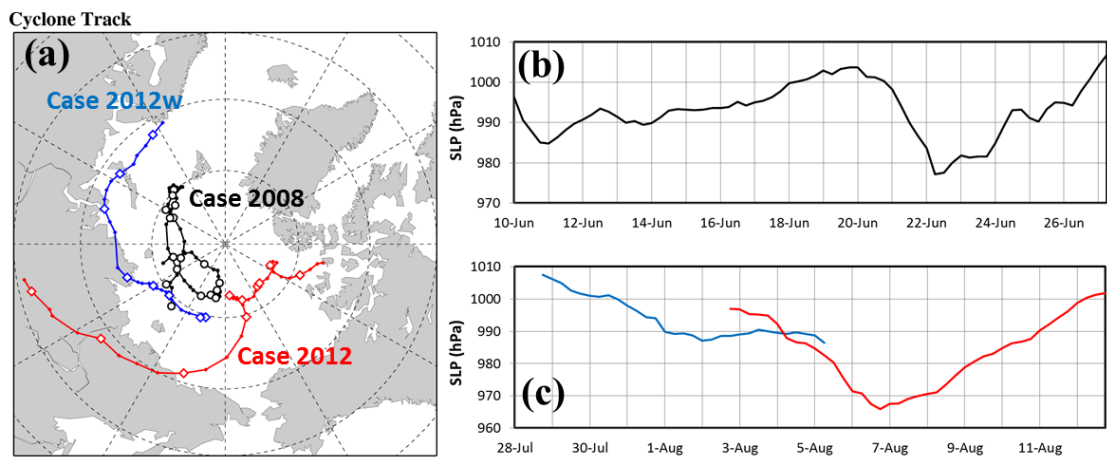 Cyclone Track
(a)
Case 2012w
Case 2008
Case 2012
(b)
SLP (hPa)
1010
1000
990
980
970
10-Jun 12-Jun 14-Jun 16-Jun 18-Jun 20-Jun 22-Jun 24-Jun 26-Jun
(c)
SLP (hPa)
1010
1000
990
980
970
960
28-Jul 30-Jul 1-Aug 3-Aug 5-Aug 7-Aug 9-Aug 11-Aug